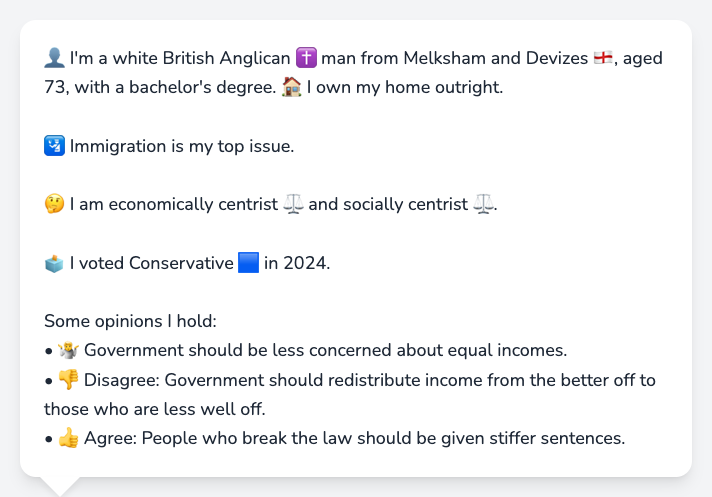 👤 I'm a white British Anglican ✝️ man from Melksham and Devizes 🏴󠁧󠁢󠁥󠁮󠁧󠁿, aged
73, with a bachelor's degree. 🏠 I own my home outright.
🛂 Immigration is my top issue.
🤔 I am economically centrist ⚖️ and socially centrist ⚖️.
🗳️ I voted Conservative 🟦 in 2024.
Some opinions I hold:
• 🤷 Government should be less concerned about equal incomes.
• 👎 Disagree: Government should redistribute income from the better off to
those who are less well off.
• 👍 Agree: People who break the law should be given stiffer sentences.